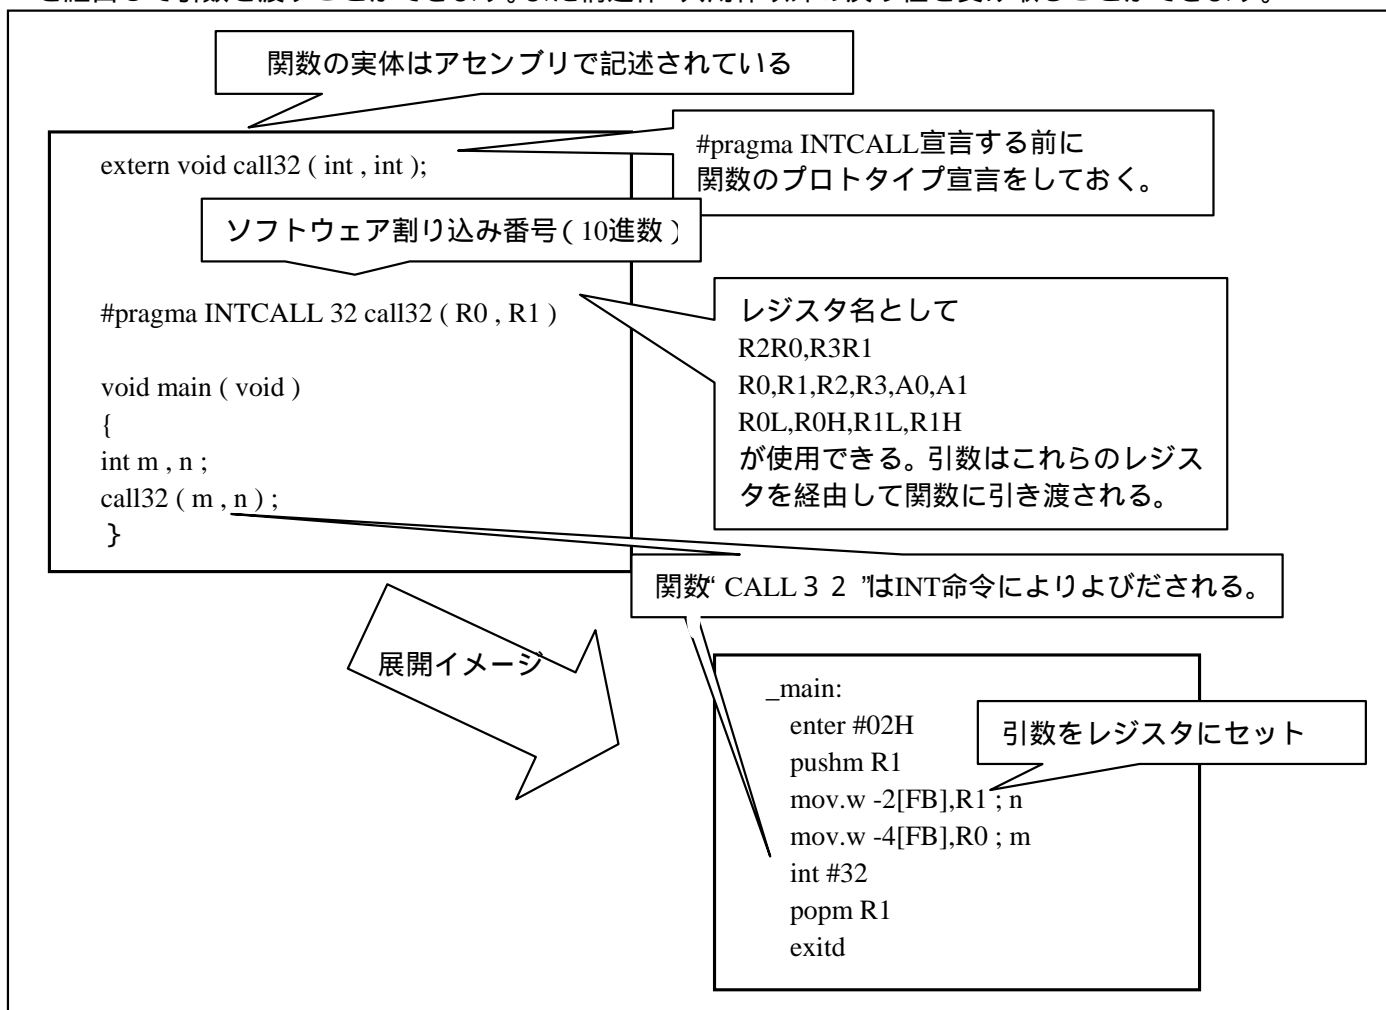 関数の実体はアセンブリで記述されている
extern void call32 ( int , int );
#pragma INTCALL宣言する前に
関数のプロトタイプ宣言をしておく。
ソフトウェア割り込み番号 ( 10進数 )
#pragma INTCALL 32 call32 ( R0 , R1 )
レジスタ名として
R2R0,R3R1
R0,R1,R2,R3,A0,A1
R0L,R0H,R1L,R1H
が使用できる。引数はこれらのレジス
タを経由して関数に引き渡される。
void main ( void )
{
int m , n ;
call32 ( m , n ) ;
}
関数“ CALL３２ ”はINT命令によりよびだされる。
展開イメージ
_main:
enter #02H
pushm R1
mov.w -2[FB],R1 ; n
mov.w -4[FB],R0 ; m
int #32
popm R1
exitd
引数をレジスタにセット